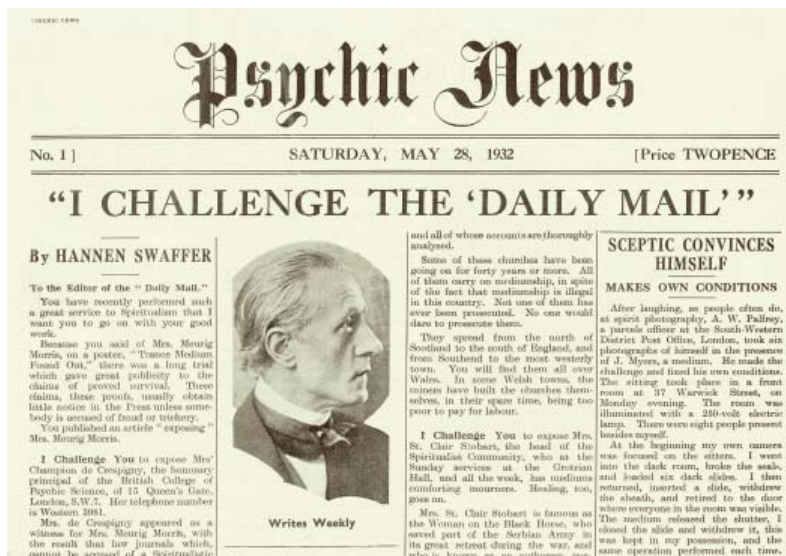 PSYCHIC NEWS
Psychic News
No. 1 ]
SATURDAY, MAY 28, 1932
[Price TWOPENCE
"I CHALLENGE THE 'DAILY MAIL'"
By HANNEN SWAFFER
To the Editor of the "Daily Mail."
You have recently performed such
a great service to Spiritualism that I
want you to go on with your good
work.
Because you said of Mrs. Meurig
Morris, on a poster, "Trance Medium
Found Out," there was a long trial
which gave great publicity to the
claims of proved survival. These
claims, these proofs, usually obtain
little notice in the Press unless some-
body is accused of fraud or trickery.
You published an article "exposing"
Mrs. Meurig Morris.
I Challenge You to expose Mrs'
Champion de Crespigny, the honorary
principal of the British College of
Psychic Science, of 15 Queen's Gate,
London, S.W.7. Her telephone number
is Western 3981.
Mrs. de Crespigny appeared as a
witness for Mrs. Meurig Morris, with
the result that law journals which,
cannot be accused of a Spiritualistic
Writes Weekly
and all of whose accounts are thoroughly
analysed.
Some of these churches have been
going on for forty years or more. All
of them carry on mediumship, in spite
of the fact that mediumship is illegal
in this country. Not one of them has
ever been prosecuted. No one would
dare to prosecute them.
They spread from the north of
Scotland to the south of England, and
from Southend to the most westerly
town. You will find them all over
Wales. In some Welsh towns, the
miners have built the churches them-
selves, in their spare time, being too
poor to pay for labour.
I Challenge You to expose Mrs.
St. Clair Stobart, the head of the
Spiritualist Community, who at the
Sunday services at the Grotrian
Hall, and all the week, has mediums
comforting mourners. Healing, too,
goes on.
Mrs. St. Clair Stobart is famous as
the Woman on the Black Horse, who
saved part of the Serbian Army in
its great retreat during the war, and
SCEPTIC CONVINCES
HIMSELF
MAKES OWN CONDITIONS
After laughing, as people often do,
at spirit photography, A. W. Palfrey,
a parcels officer at the South-Western
District Post Office, London, took six
photographs of himself in the presence
of J. Myers, a medium. He made the
challenge and fixed his own conditions.
The sitting took place in a front
room at 37 Warwick Street, on
Monday evening. The room was
illuminated with a 250-volt electric
lamp. There were eight people present
besides myself.
At the beginning my own camera
was focused on the sitters. I went
into the dark room, broke the seals,
and loaded six dark slides. I then
returned, inserted a slide, withdrew
the sheath, and retired to the door
where everyone in the room was visible.
The medium released the shutter, I
closed the slide and withdrew it, this
was kept in my possession, and the
same operation performed each time.